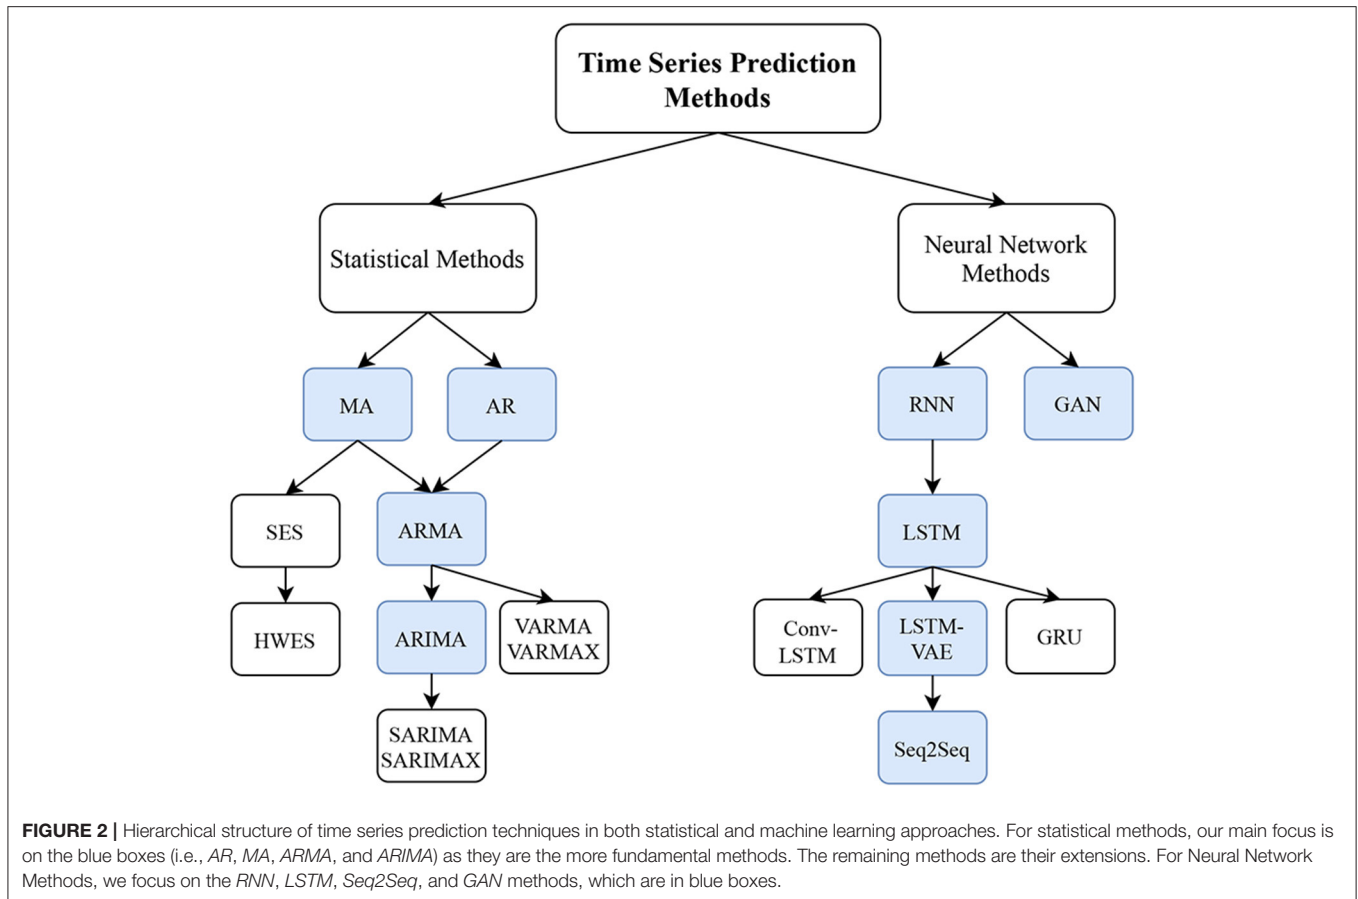 Time Series Prediction
Methods
Statistical Methods
Neural Network
Methods
MA
AR
RNN
GAN
SES
ARMA
LSTM
HWES
ARIMA
VARMA
VARMAX
Conv-
LSTM
LSTM-
VAE
GRU
SARIMA
SARIMAX
Seq2Seq
FIGURE 2 | Hierarchical structure of time series prediction techniques in both statistical and machine learning approaches. For statistical methods, our main focus is
on the blue boxes (i.e., AR, MA, ARMA, and ARIMA) as they are the more fundamental methods. The remaining methods are their extensions. For Neural Network
Methods, we focus on the RNN, LSTM, Seq2Seq, and GAN methods, which are in blue boxes.